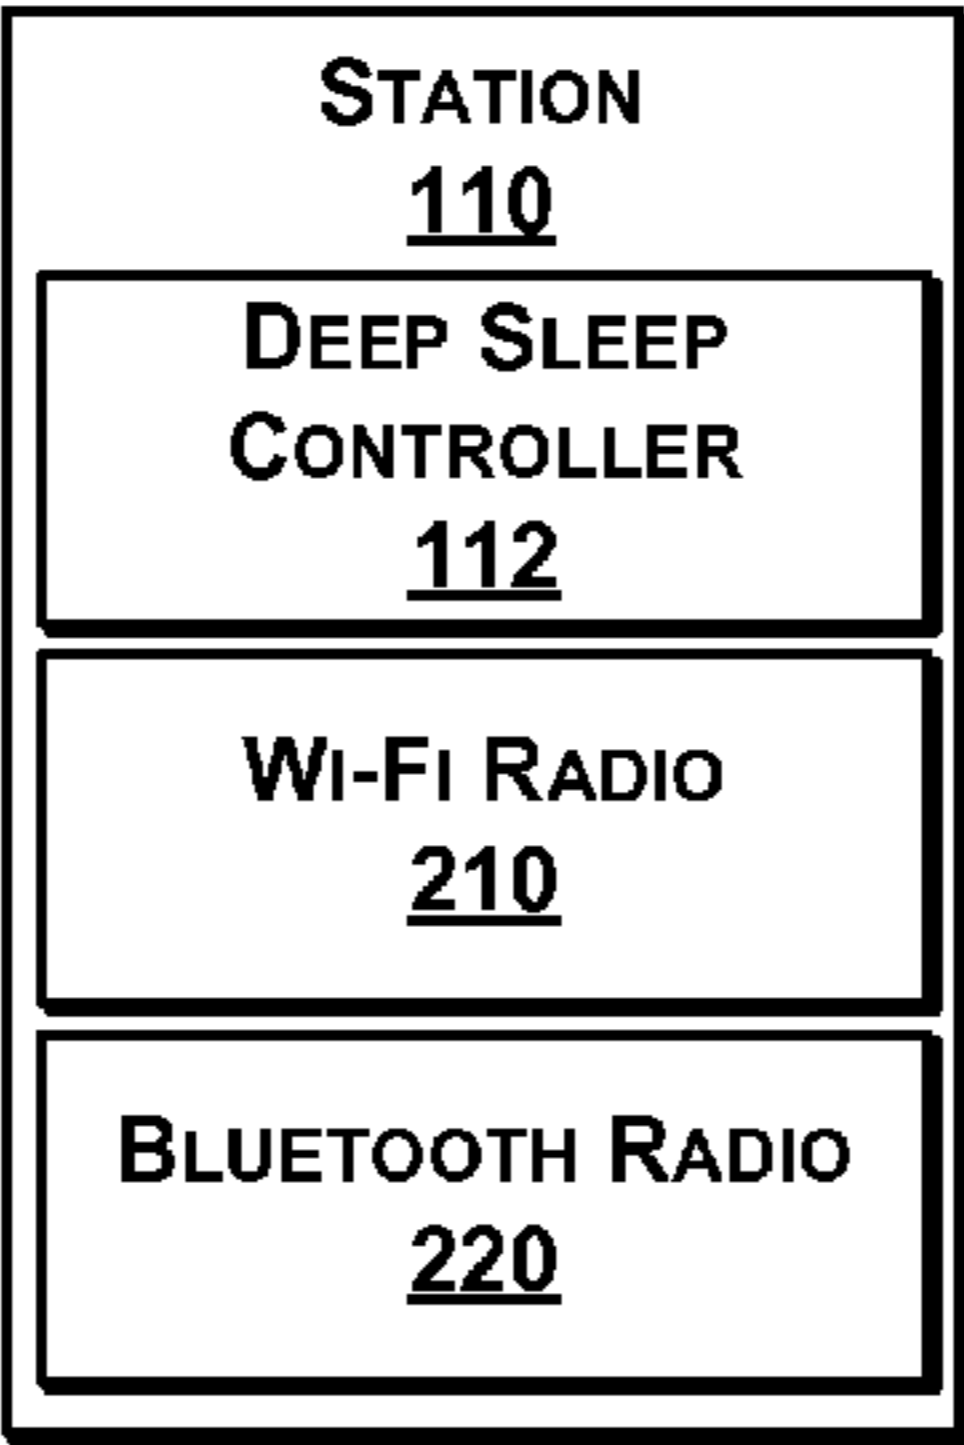 STATION
110
DEEP SLEEP
CONTROLLER
112
WI-FI RADIO
210
BLUETOOTH RADIO
220